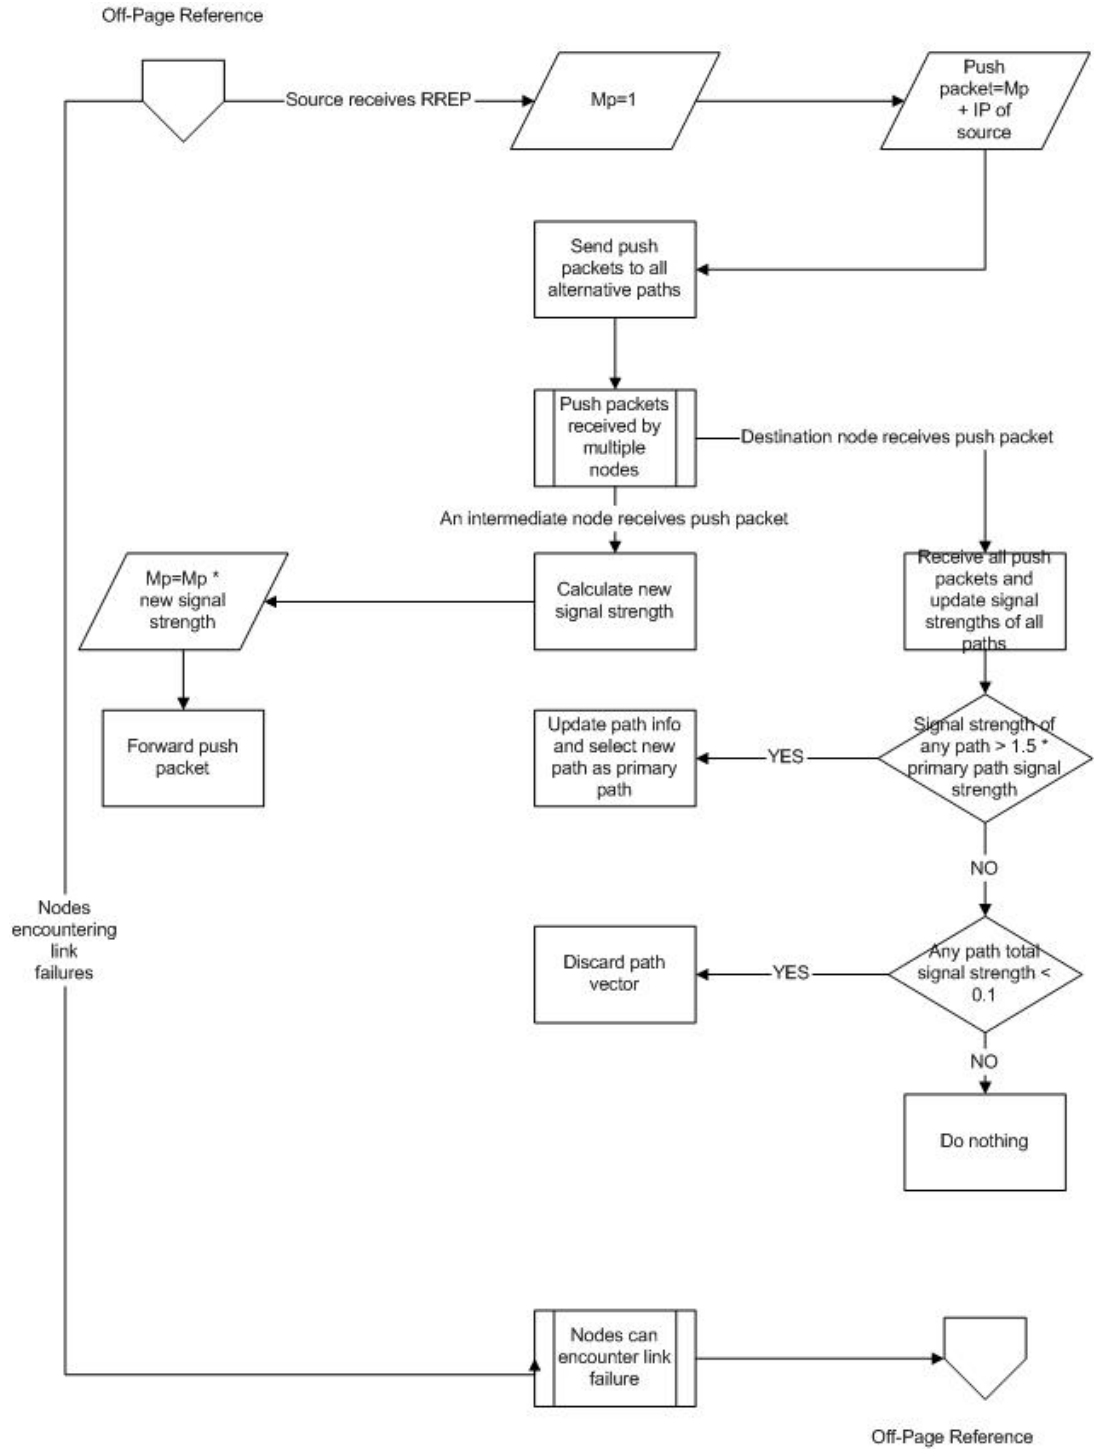 Off-Page Reference
Source receives RREP
Mp=1
Push
packet=Mp
+ IP of
source
Send push
packets to all
alternative paths
Push packets
received by
multiple
nodes
Destination node receives push packet
An intermediate node receives push packet
Mp=Mp *
new signal
strength
Calculate new
signal strength
Receive all push
packets and
update signal
strengths of all
paths
Forward push
packet
Update path info
and select new
path as primary
path
YES
Signal strength of
any path > 1.5 *
primary path signal
strength
NO
Nodes
encountering
link
failures
Discard path
vector
YES
Any path total
signal strength <
0.1
NO
Do nothing
Nodes can
encounter link
failure
Off-Page Reference